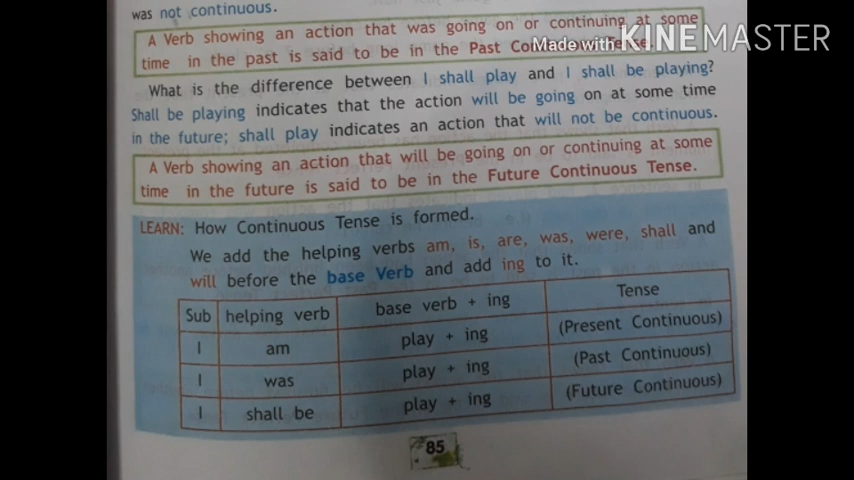 was not continuous.
A Verb showing an action that was going on or continuing at some
time in the past is said to be in the Past Tense.
Made with KINEMASTER
What is the difference between I shall play and I shall be playing?
Shall be playing indicates that the action will be going on at some time
in the future; shall play indicates an action that will not be continuous.
A Verb showing an action that will be going on or continuing at some
time in the future is said to be in the Future Continuous Tense.
LEARN: How Continuous Tense is formed.
We add the helping verbs am, is, are, was, were, shall and
will before the base Verb and add ing to it.
Sub helping verb base verb + ing Tense
I am play + ing (Present Continuous)
I was play + ing (Past Continuous)
I shall be play + ing (Future Continuous)
85